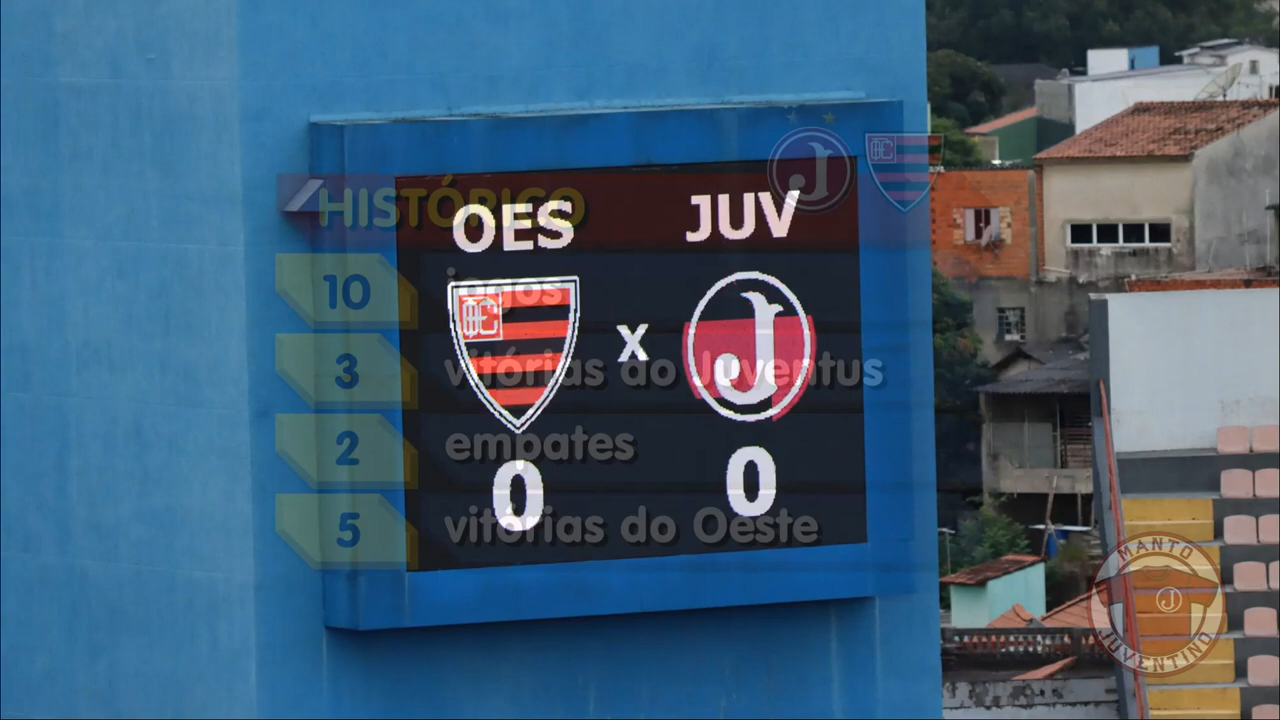 HISTÓRICO
OES JUV
10 jogos
x
3 vitórias do Juventus
2 empates
0 0
5 vitórias do Oeste
J
J
J
MANTO
JUVENTINO